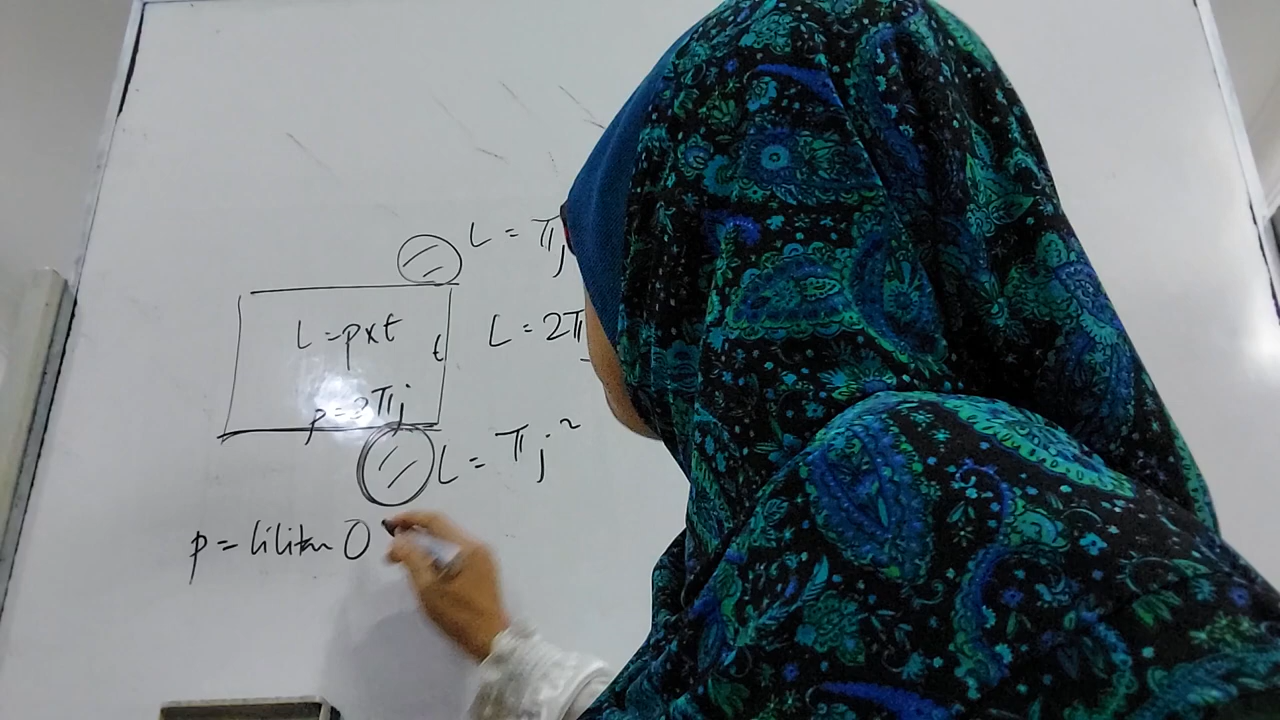 L = πj
L = p x t
t
L = 2π
p = 2πj
L = πj²
p = lilitan O